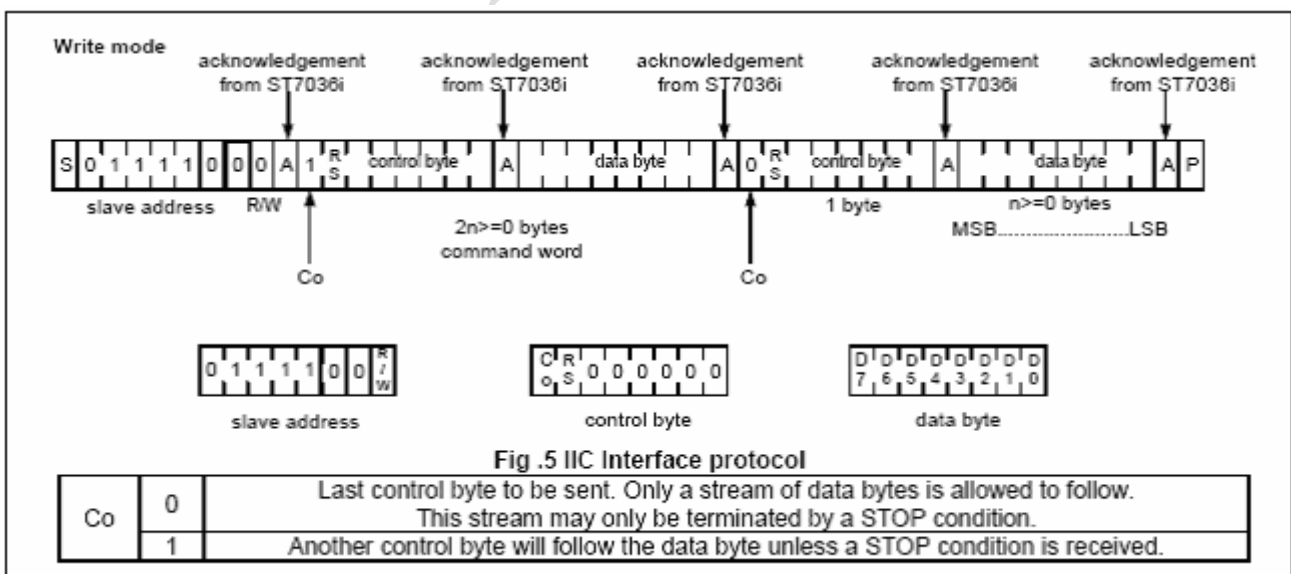 Write mode
acknowledgement acknowledgement acknowledgement acknowledgement acknowledgement
from ST7036i from ST7036i from ST7036i from ST7036i from ST7036i
S 0 1 1 1 1 0 0 0 A 1 RS control byte A data byte A 0 RS control byte A data byte A P
slave address R/W 2n>=0 bytes 1 byte n>=0 bytes
command word MSB..........................LSB
Co Co
0 1 1 1 1 0 0 R/W Co RS 0 0 0 0 0 0 D7 D6 D5 D4 D3 D2 D1 D0
slave address control byte data byte
Fig .5 IIC Interface protocol
Co 0 Last control byte to be sent. Only a stream of data bytes is allowed to follow.
This stream may only be terminated by a STOP condition.
1 Another control byte will follow the data byte unless a STOP condition is received.